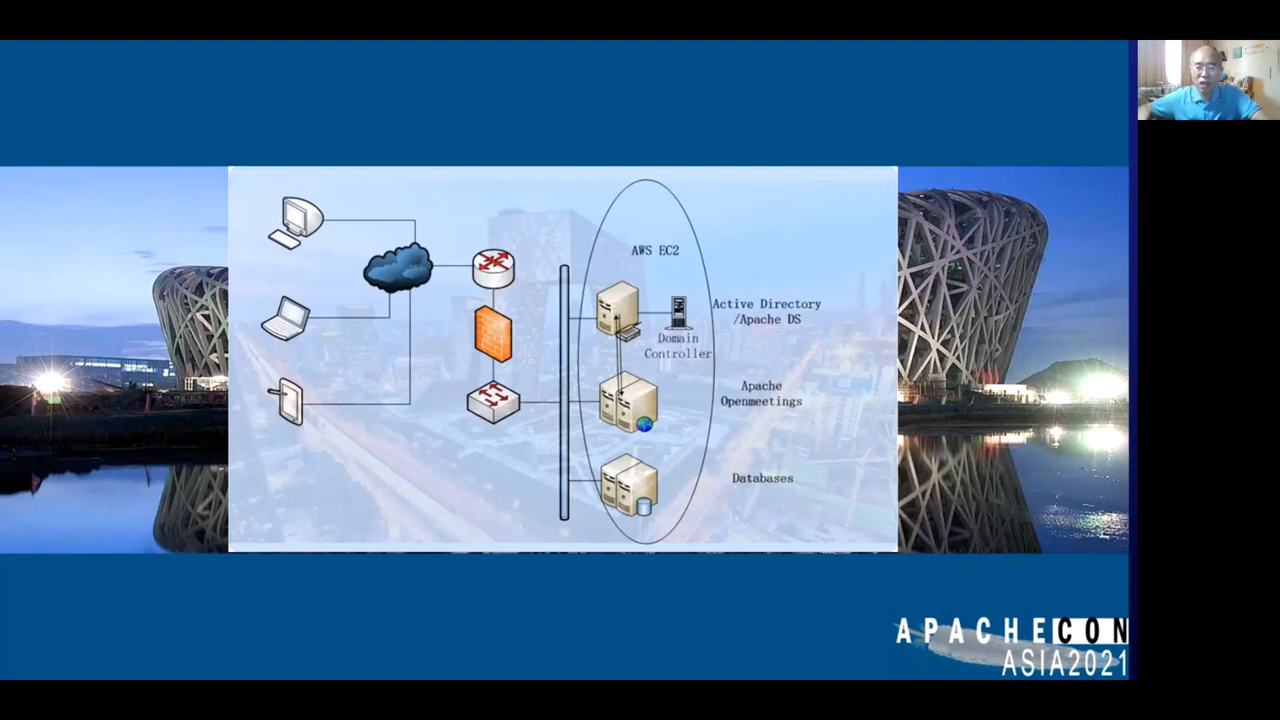 AWS EC2
Active Directory
/Apache DS
Domain
Controller
Apache
Openmeetings
Databases
APACHECON
ASIA2021